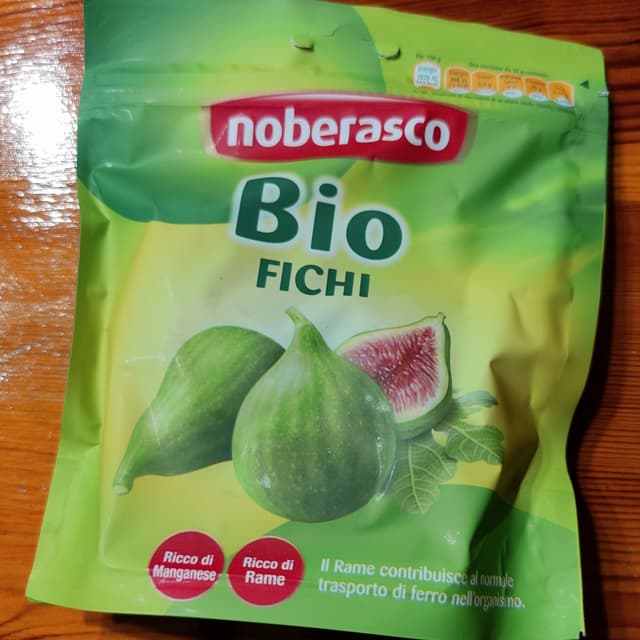 noberasco
Bio
FICHI
Ricco di
Manganese
Ricco di
Rame
Il Rame contribuisce al normale
trasporto di ferro nell'organismo.